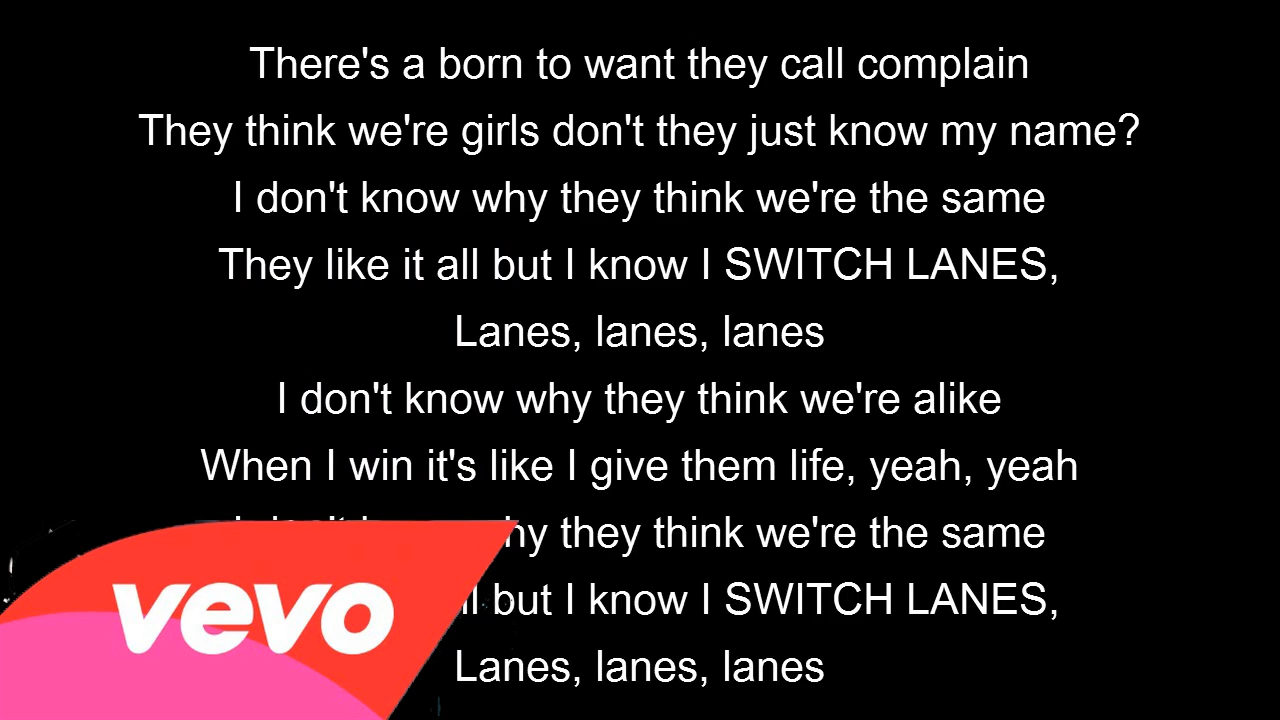 There's a born to want they call complain
They think we're girls don't they just know my name?
I don't know why they think we're the same
They like it all but I know I SWITCH LANES,
Lanes, lanes, lanes
I don't know why they think we're alike
When I win it's like I give them life, yeah, yeah
they think we're the same
but I know I SWITCH LANES,
Lanes, lanes, lanes
vevo